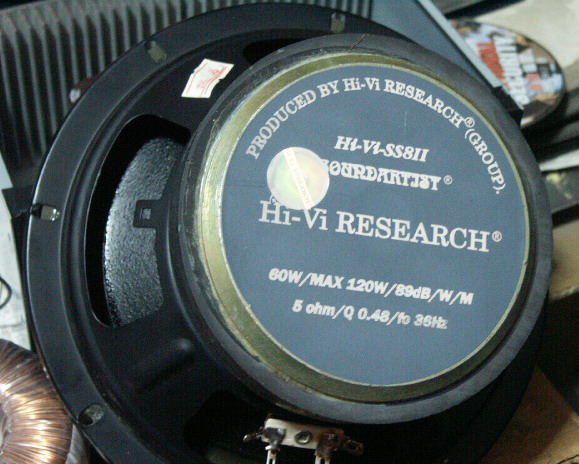 PRODUCED BY Hi-Vi RESEARCH® (GROUP).
Hi-Vi-SS8II
SOUNDARTIST®
Hi-Vi RESEARCH®
60W/MAX 120W/89dB/W/M
5 ohm/Q 0.48/fo 36Hz